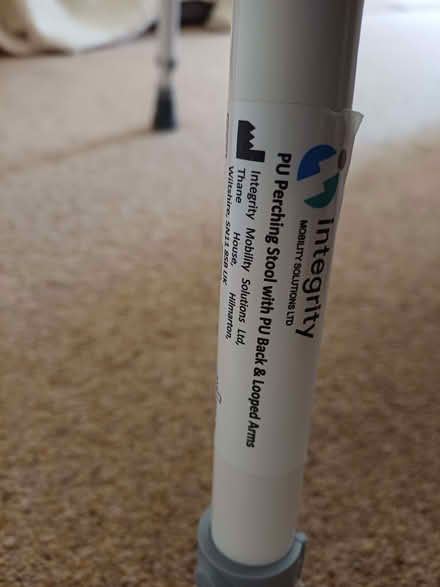 integrity
MOBILITY SOLUTIONS LTD
PU Perching Stool with PU Back & Looped Arms
Integrity Mobility Solutions Ltd,
Thane House, Hilmarton,
Wiltshire, SN11 8SB UK